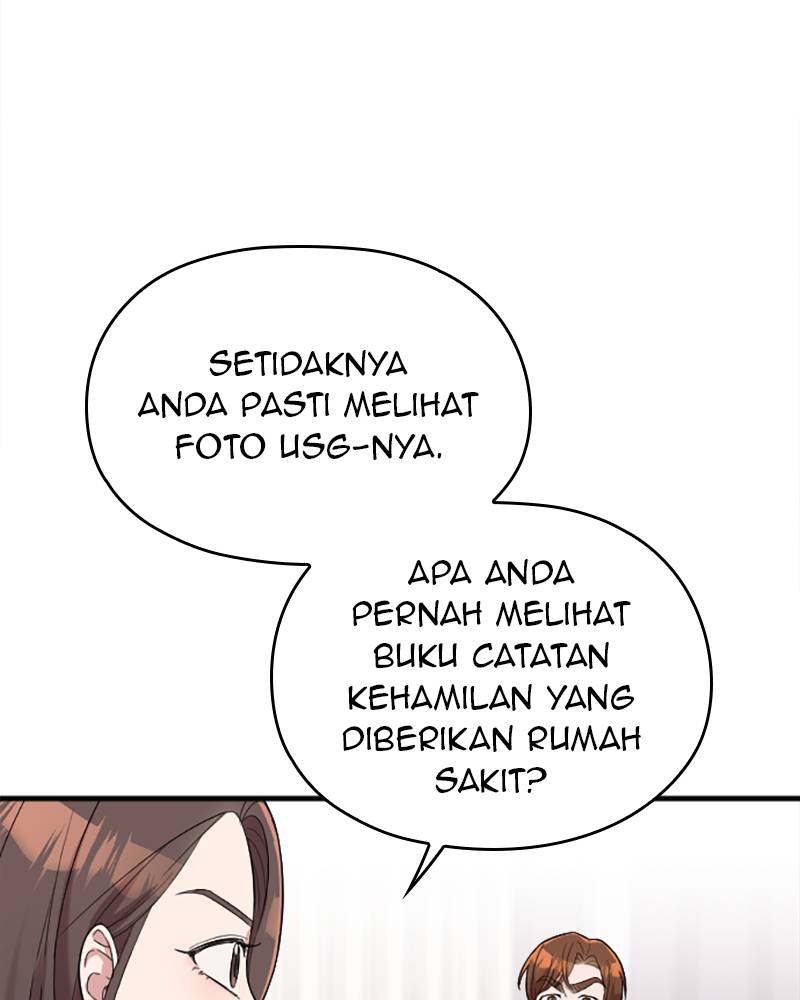 SETIDAKNYA
ANDA PASTI MELIHAT
FOTO USG-NYA.
APA ANDA
PERNAH MELIHAT
BUKU CATATAN
KEHAMILAN YANG
DIBERIKAN RUMAH
SAKIT?